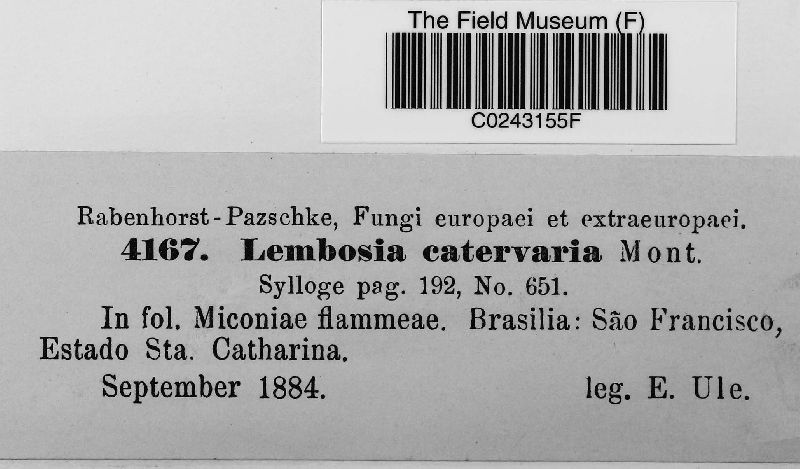 The Field Museum (F)
C0243155F
Rabenhorst-Pazschke, Fungi europaei et extraeuropaei.
4167. Lembosia catervaria Mont.
Sylloge pag. 192, No. 651.
In fol. Miconiae flammeae. Brasilia: São Francisco,
Estado Sta. Catharina.
September 1884. leg. E. Ule.